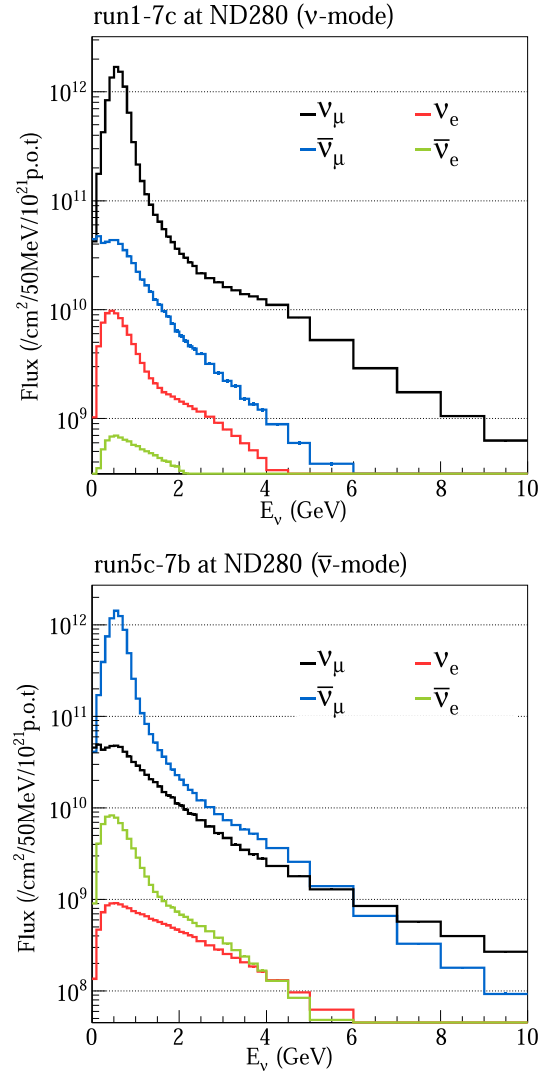 run1-7c at ND280 (ν-mode)
Flux (/cm²/50MeV/10²¹p.o.t)
10¹²
10¹¹
10¹⁰
10⁹
ν_μ ν_e
ν̄_μ ν̄_e
0 2 4 6 8 10
E_ν (GeV)
run5c-7b at ND280 (ν̄-mode)
Flux (/cm²/50MeV/10²¹p.o.t)
10¹²
10¹¹
10¹⁰
10⁹
10⁸
ν_μ ν_e
ν̄_μ ν̄_e
0 2 4 6 8 10
E_ν (GeV)